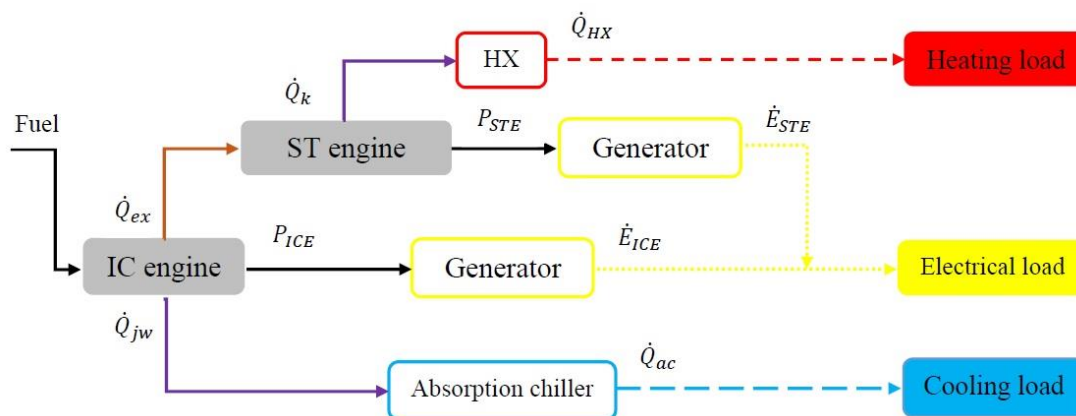 Q̇_HX
HX
Heating load
Q̇_k
Fuel
P_STE
Ė_STE
ST engine
Generator
Q̇_ex
P_ICE
Ė_ICE
IC engine
Generator
Electrical load
Q̇_jw
Q̇_ac
Absorption chiller
Cooling load